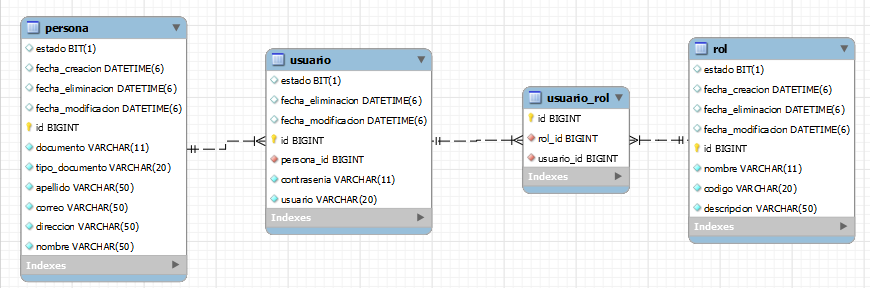 persona
estado BIT(1)
fecha_creacion DATETIME(6)
fecha_eliminacion DATETIME(6)
fecha_modificacion DATETIME(6)
id BIGINT
documento VARCHAR(11)
tipo_documento VARCHAR(20)
apellido VARCHAR(50)
correo VARCHAR(50)
direccion VARCHAR(50)
nombre VARCHAR(50)
Indexes
usuario
estado BIT(1)
fecha_eliminacion DATETIME(6)
fecha_modificacion DATETIME(6)
id BIGINT
persona_id BIGINT
contrasenia VARCHAR(11)
usuario VARCHAR(20)
Indexes
usuario_rol
id BIGINT
rol_id BIGINT
usuario_id BIGINT
Indexes
rol
estado BIT(1)
fecha_creacion DATETIME(6)
fecha_eliminacion DATETIME(6)
fecha_modificacion DATETIME(6)
id BIGINT
nombre VARCHAR(11)
codigo VARCHAR(20)
descripcion VARCHAR(50)
Indexes